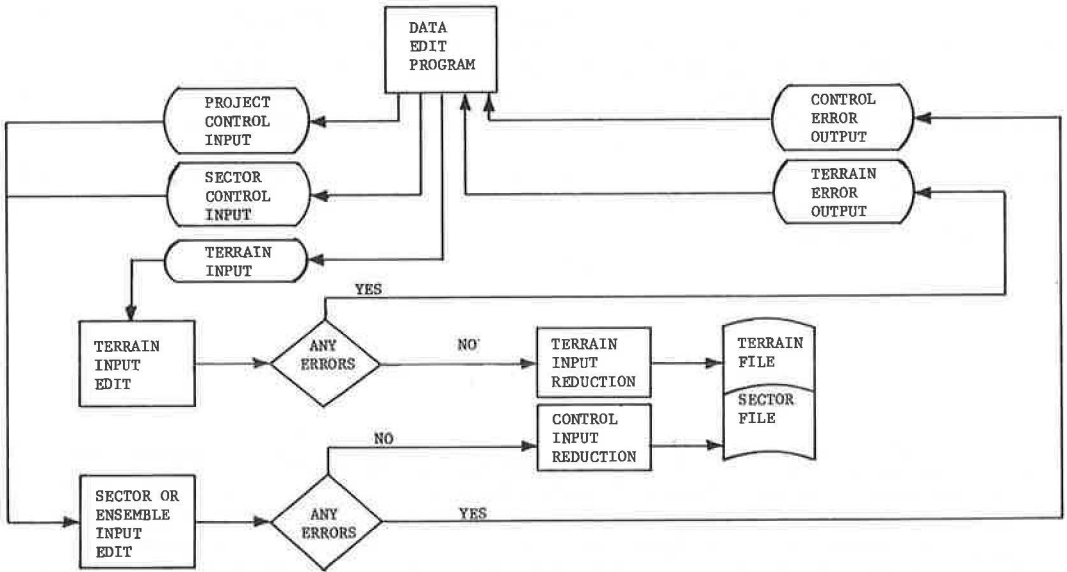 DATA
EDIT
PROGRAM
PROJECT
CONTROL
INPUT
CONTROL
ERROR
OUTPUT
SECTOR
CONTROL
INPUT
TERRAIN
ERROR
OUTPUT
TERRAIN
INPUT
YES
TERRAIN
INPUT
EDIT
ANY
ERRORS
NO
TERRAIN
INPUT
REDUCTION
TERRAIN
FILE
SECTOR
FILE
CONTROL
INPUT
REDUCTION
NO
SECTOR OR
ENSEMBLE
INPUT
EDIT
ANY
ERRORS
YES